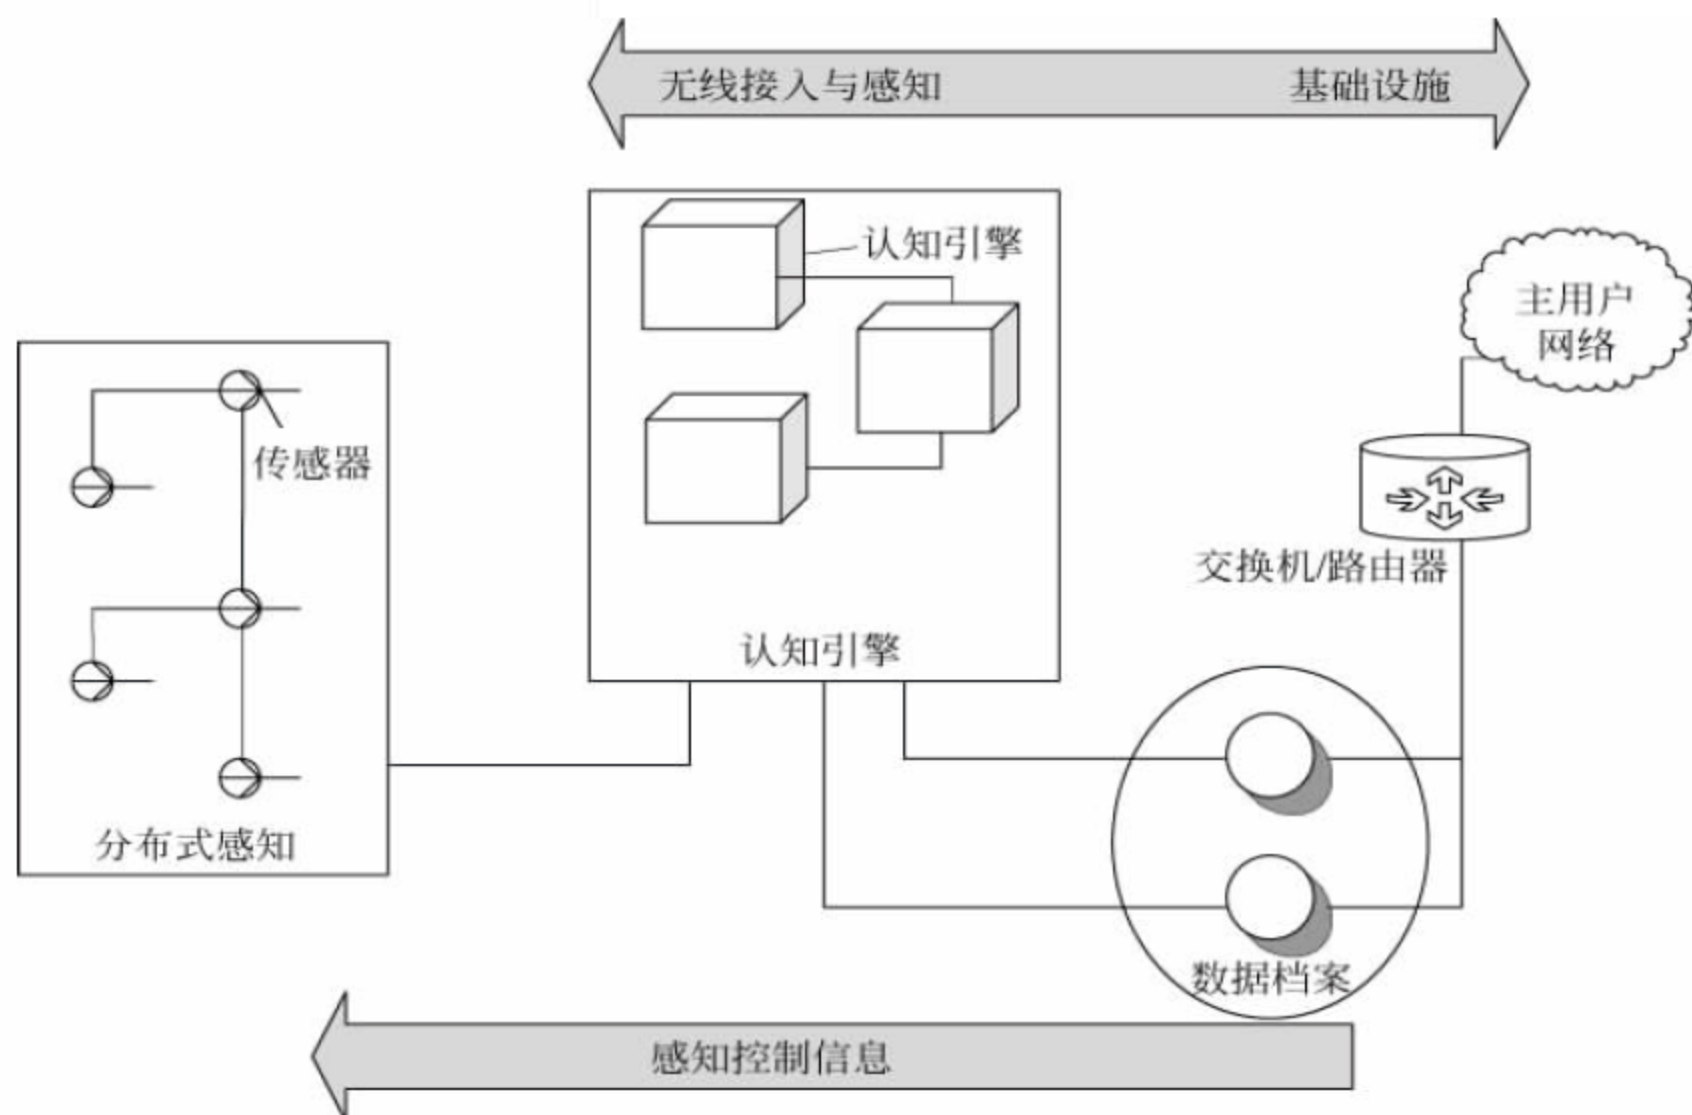 无线接入与感知
基础设施
认知引擎
主用户
网络
传感器
交换机/路由器
认知引擎
分布式感知
数据档案
感知控制信息